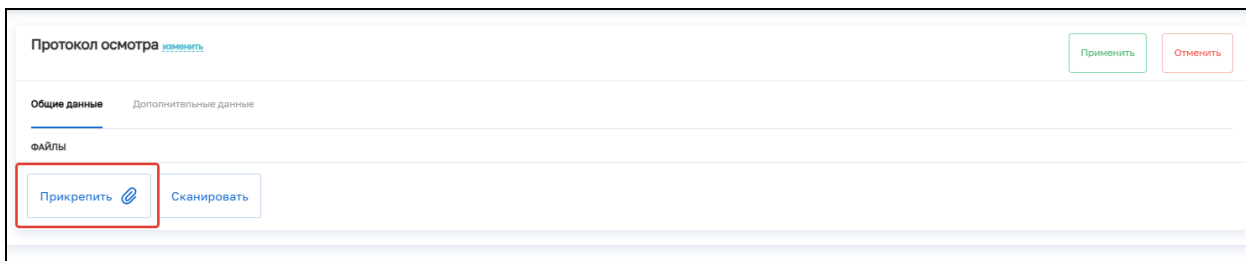 Протокол осмотра изменить
Применить
Отменить
Общие данные
Дополнительные данные
ФАЙЛЫ
Прикрепить
Сканировать